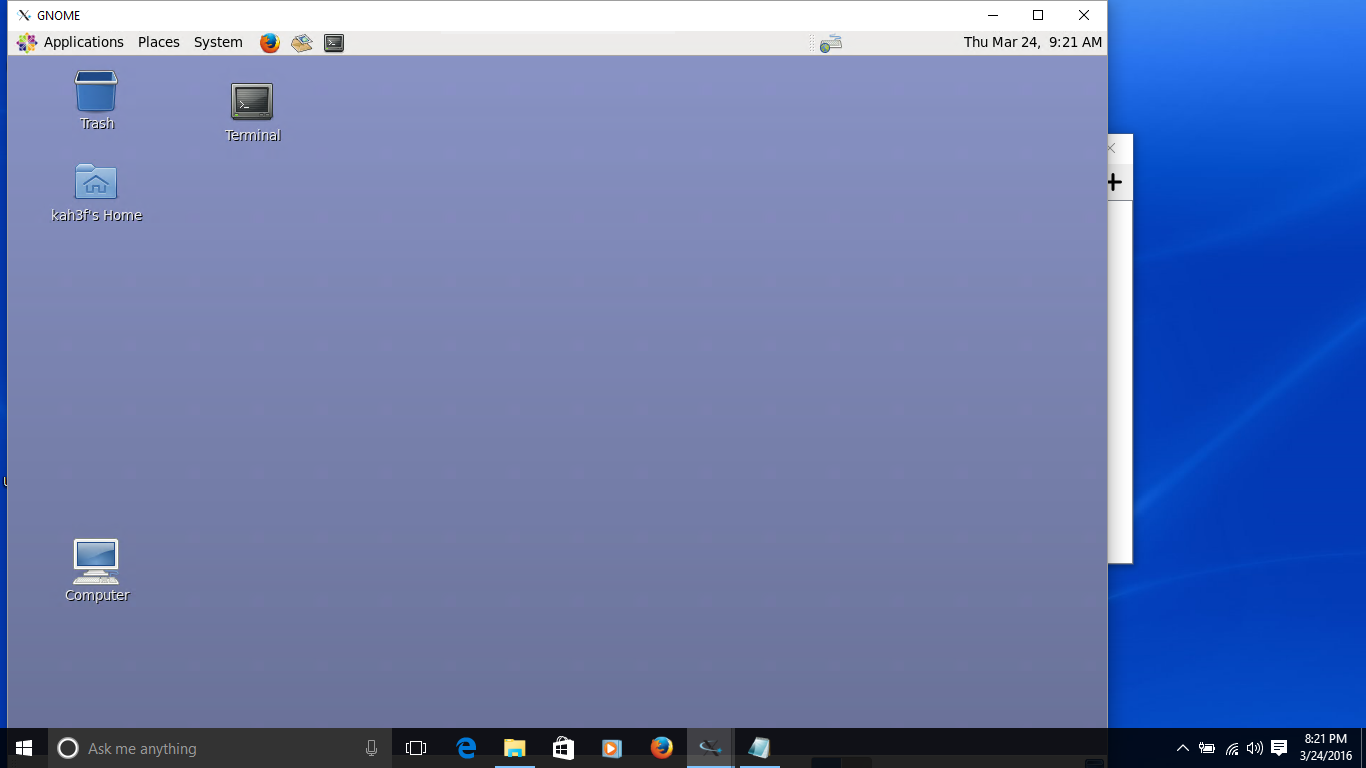 GNOME
Applications Places System Thu Mar 24, 9:21 AM
Trash
Terminal
kah3f's Home
Computer
Ask me anything
8:21 PM
3/24/2016